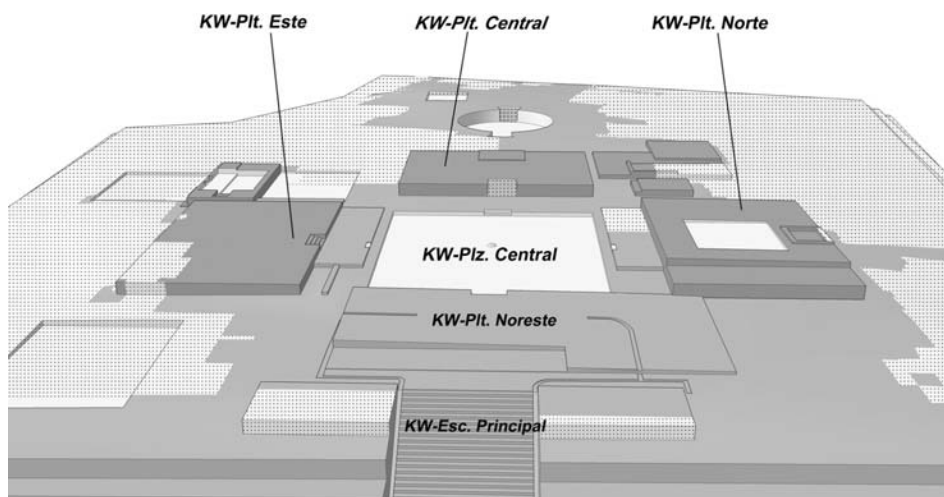 KW-Plt. Este
KW-Plt. Central
KW-Plt. Norte
KW-Plz. Central
KW-Plt. Noreste
KW-Esc. Principal